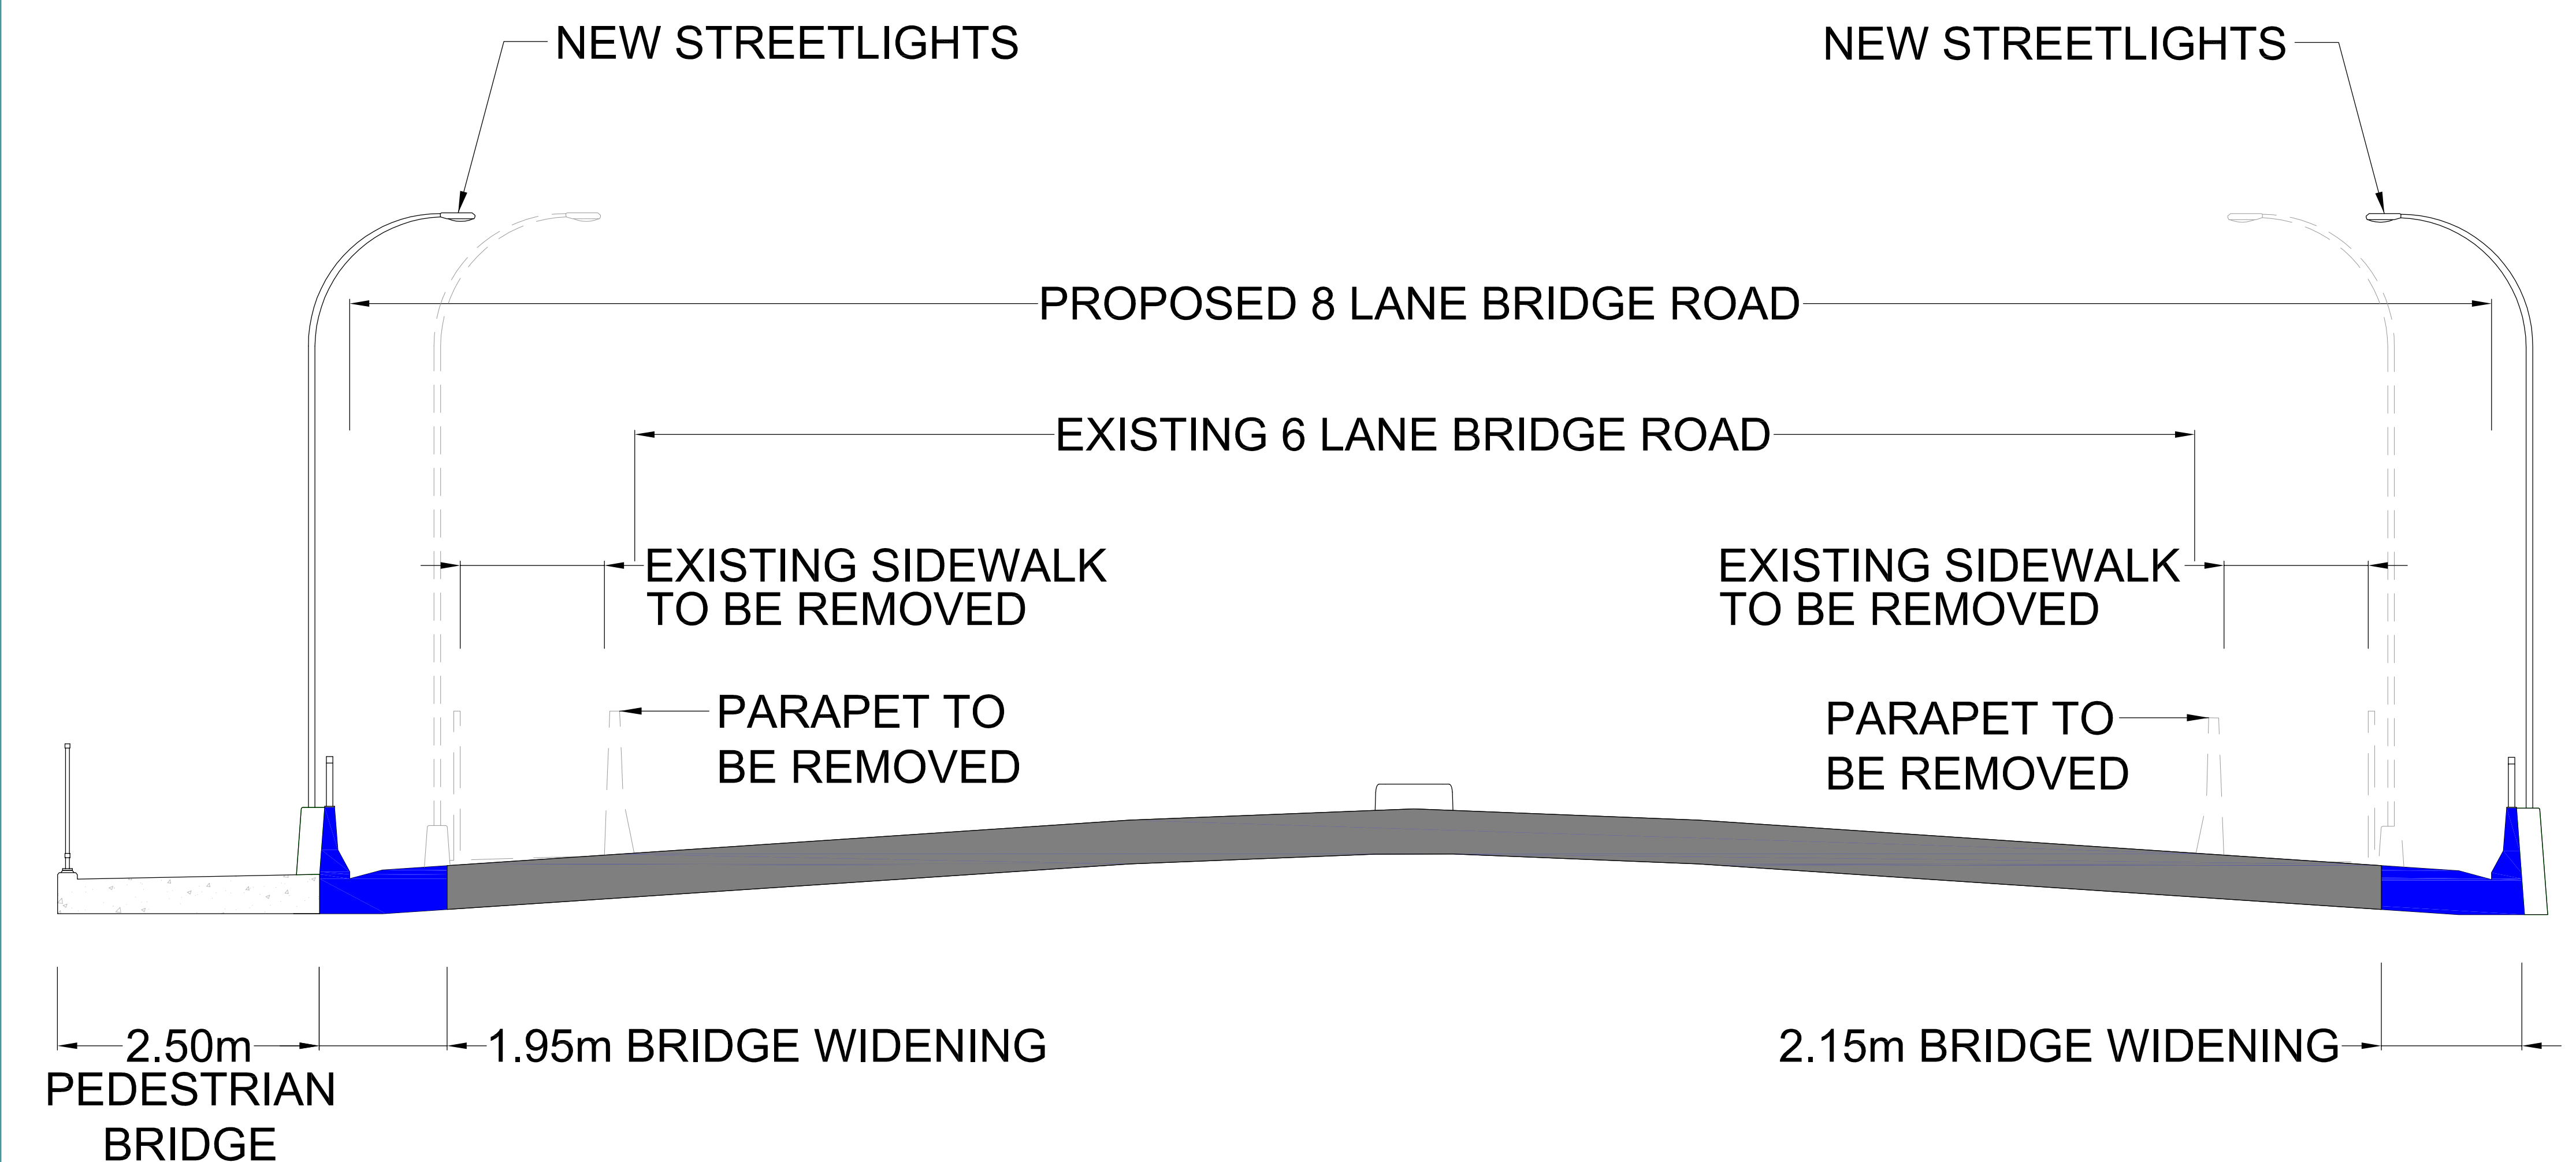 NEW STREETLIGHTS
NEW STREETLIGHTS
PROPOSED 8 LANE BRIDGE ROAD
EXISTING 6 LANE BRIDGE ROAD
EXISTING SIDEWALK
TO BE REMOVED
EXISTING SIDEWALK
TO BE REMOVED
PARAPET TO
BE REMOVED
PARAPET TO
BE REMOVED
2.50m
PEDESTRIAN
BRIDGE
1.95m BRIDGE WIDENING
2.15m BRIDGE WIDENING